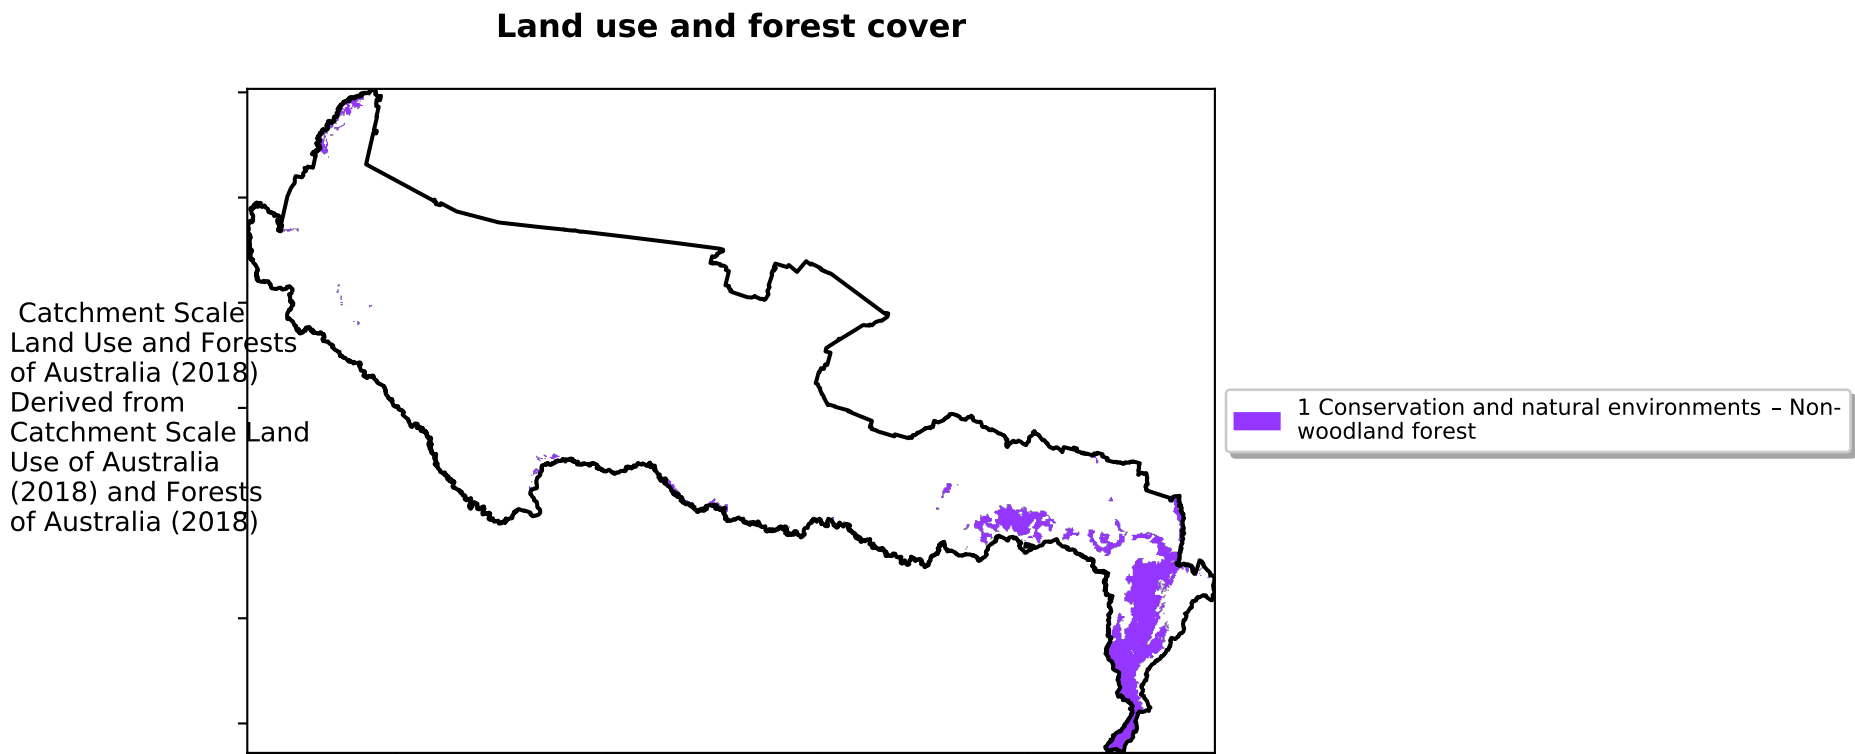 Land use and forest cover
Catchment Scale
Land Use and Forests
of Australia (2018)
Derived from
Catchment Scale Land
Use of Australia
(2018) and Forests
of Australia (2018)
1 Conservation and natural environments – Non-
woodland forest